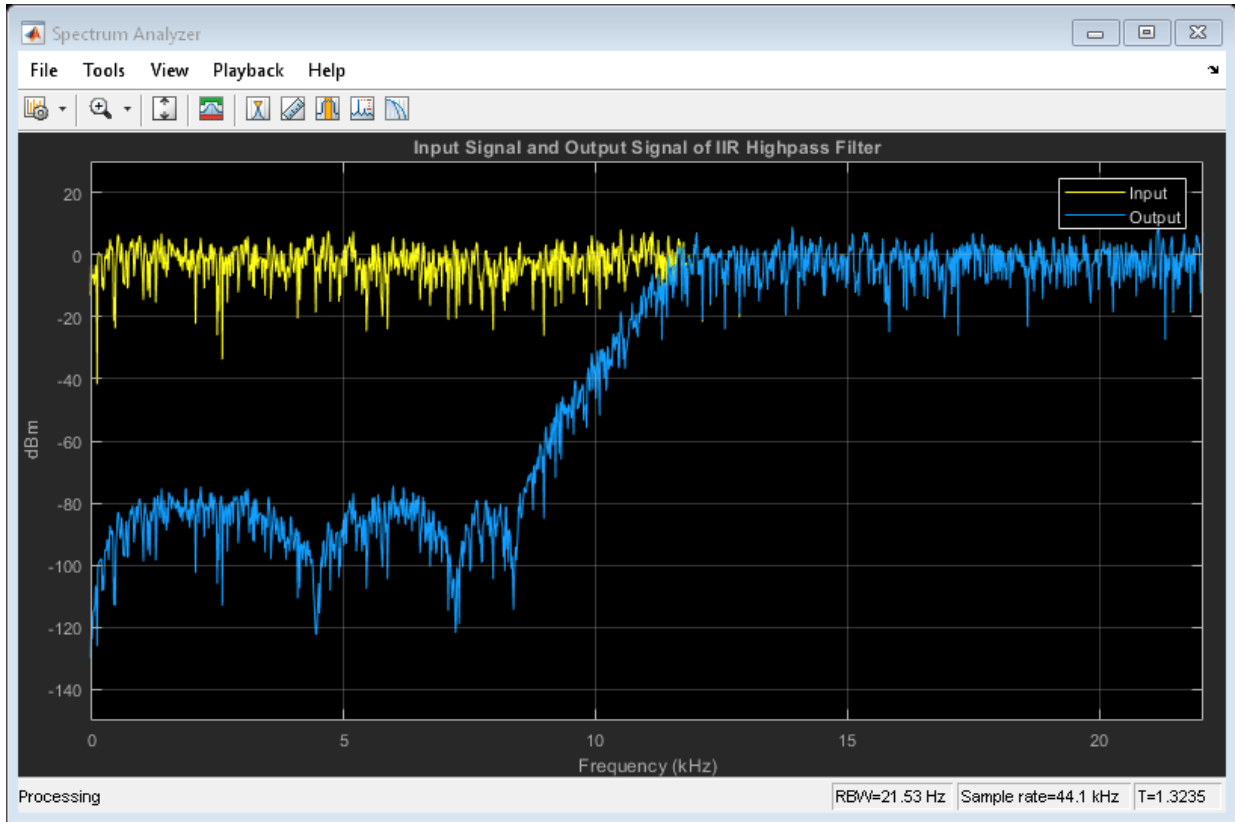 Spectrum Analyzer
File Tools View Playback Help
Input Signal and Output Signal of IIR Highpass Filter
Input
Output
20
0
-20
-40
-60
-80
-100
-120
-140
dBm
0 5 10 15 20
Frequency (kHz)
Processing RBW=21.53 Hz Sample rate=44.1 kHz T=1.3235